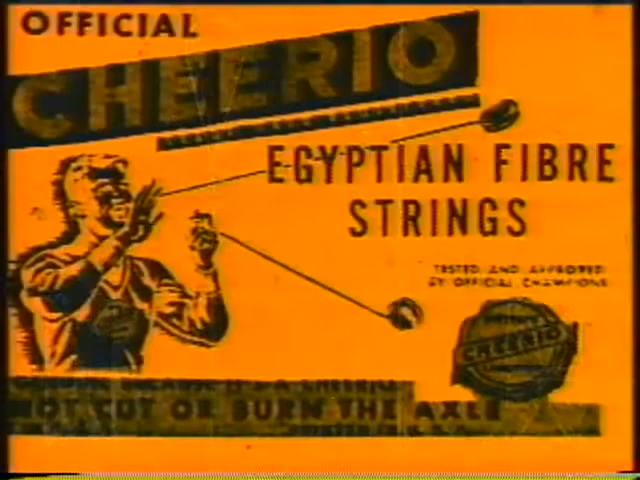 OFFICIAL
CHEERIO
EGYPTIAN FIBRE
STRINGS
TESTED AND APPROVED
BY OFFICIAL CHAMPIONS
CHEERIO
NOT CUT OR BURN THE AXLE